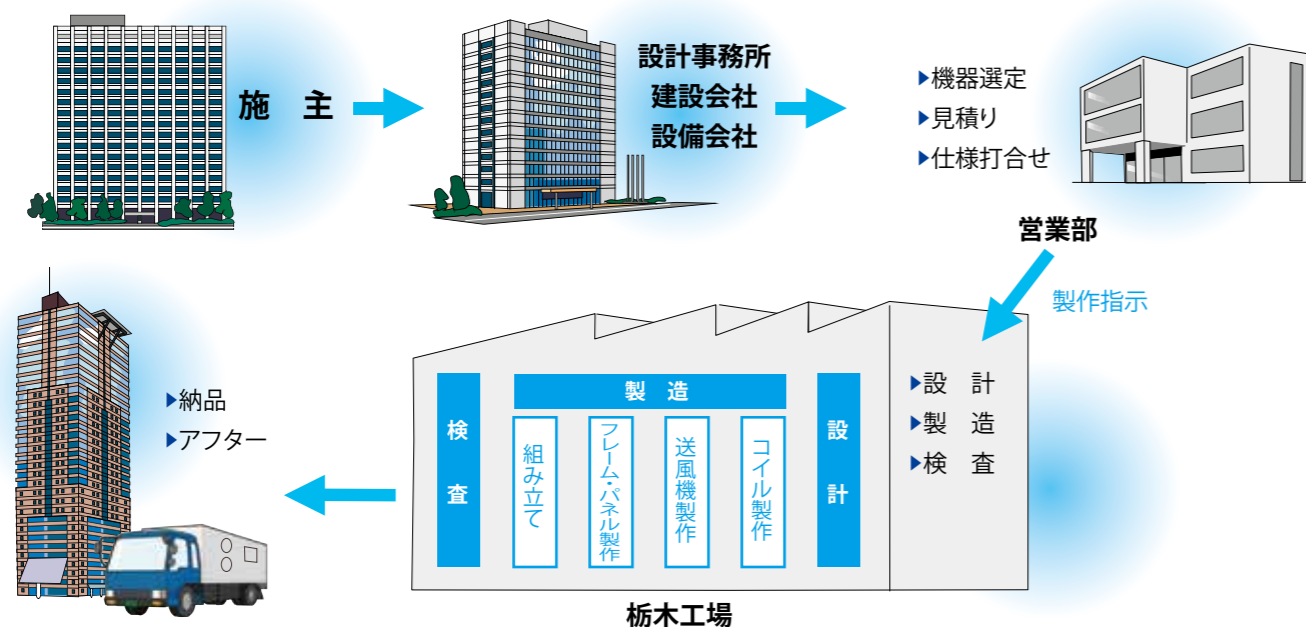 施　主
設計事務所
建設会社
設備会社
▶機器選定
▶見積り
▶仕様打合せ
営業部
製作指示
▶設　計
▶製　造
▶検　査
設計
製　造
コイル製作
送風機製作
フレーム・パネル製作
組み立て
検査
栃木工場
▶納品
▶アフター